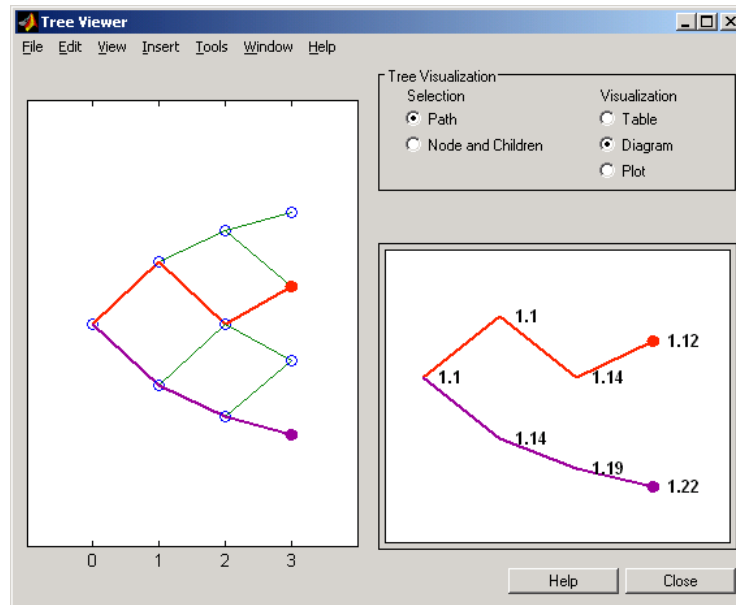 Tree Viewer
File Edit View Insert Tools Window Help
Tree Visualization
Selection Visualization
Path Table
Node and Children Diagram
Plot
1.1 1.12
1.1 1.14
1.14
1.19
1.22
0 1 2 3
Help Close